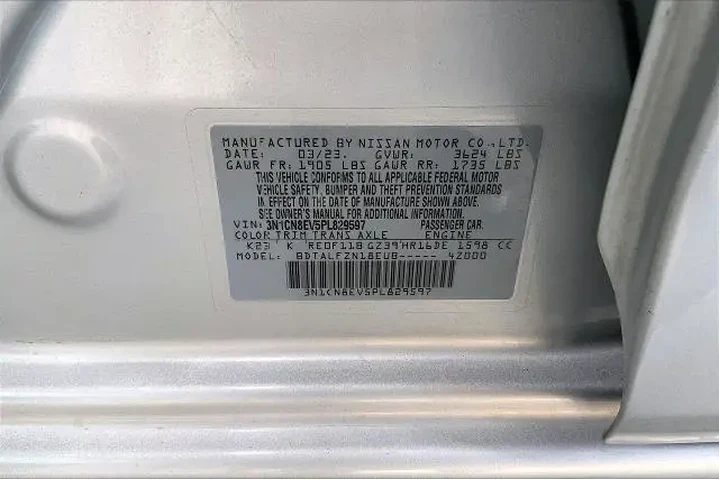 MANUFACTURED BY NISSAN MOTOR CO.,LTD.
DATE: 03/23. GVWR: 3624 LBS
GAWR FR: 1905 LBS GAWR RR: 1735 LBS
THIS VEHICLE CONFORMS TO ALL APPLICABLE FEDERAL MOTOR
VEHICLE SAFETY, BUMPER AND THEFT PREVENTION STANDARDS
IN EFFECT ON THE DATE OF MANUFACTURE SHOWN ABOVE.
SEE OWNER'S MANUAL FOR ADDITIONAL INFORMATION.
VIN: 3N1CN8EV5PL829597 PASSENGER CAR.
COLOR TRIM TRANS AXLE ENGINE
K23 K RE0F11B GZ39 HR16DE 1598 CC
MODEL: BDTALFZN18EUB----- 42000
3N1CN8EV5PL829597